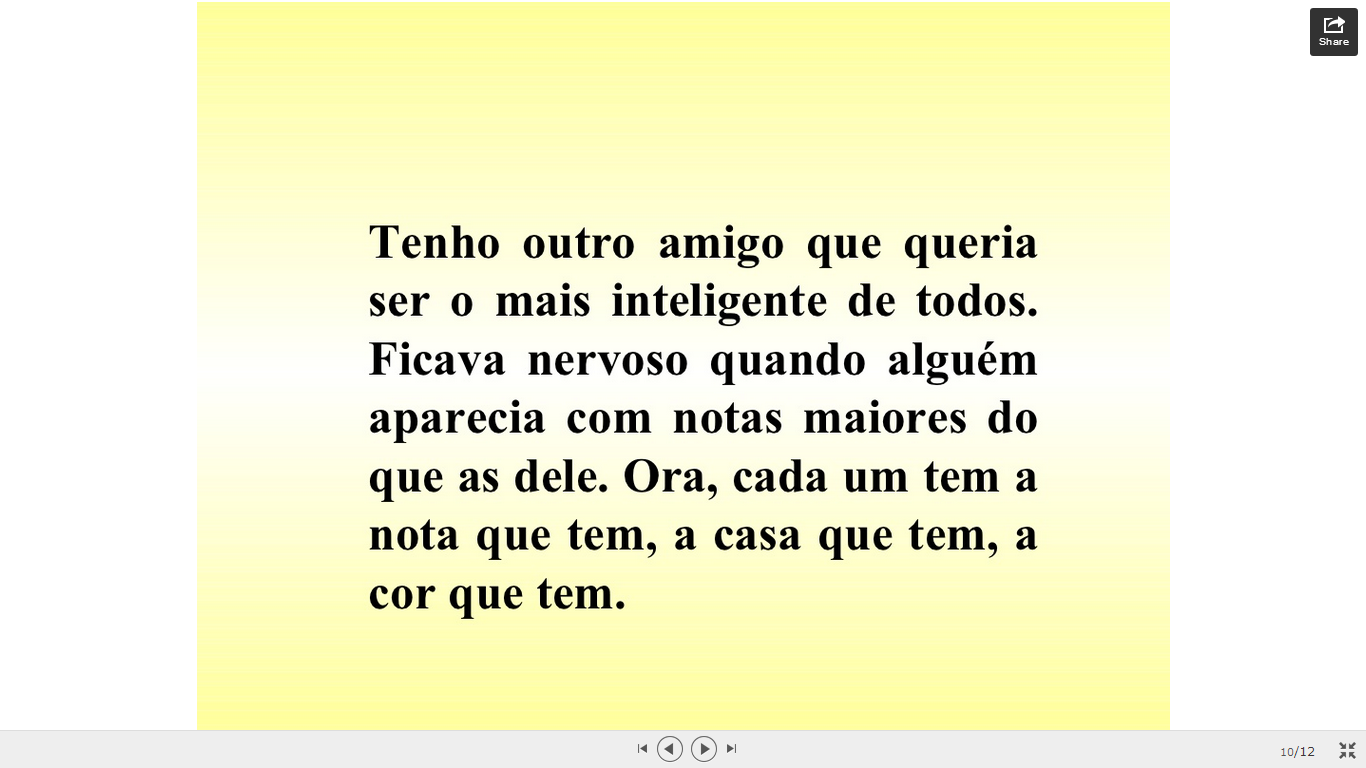 Share
Tenho outro amigo que queria
ser o mais inteligente de todos.
Ficava nervoso quando alguém
aparecia com notas maiores do
que as dele. Ora, cada um tem a
nota que tem, a casa que tem, a
cor que tem.
10/12